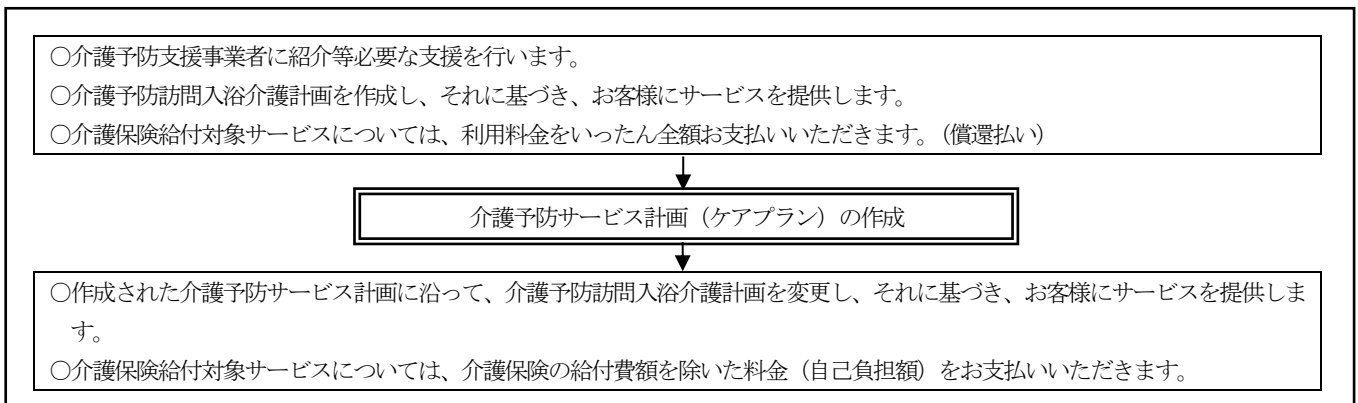 ○介護予防支援事業者に紹介等必要な支援を行います。
○介護予防訪問入浴介護計画を作成し、それに基づき、お客様にサービスを提供します。
○介護保険給付対象サービスについては、利用料金をいったん全額お支払いいただきます。（償還払い）
介護予防サービス計画（ケアプラン）の作成
○作成された介護予防サービス計画に沿って、介護予防訪問入浴介護計画を変更し、それに基づき、お客様にサービスを提供しま
す。
○介護保険給付対象サービスについては、介護保険の給付費額を除いた料金（自己負担額）をお支払いいただきます。